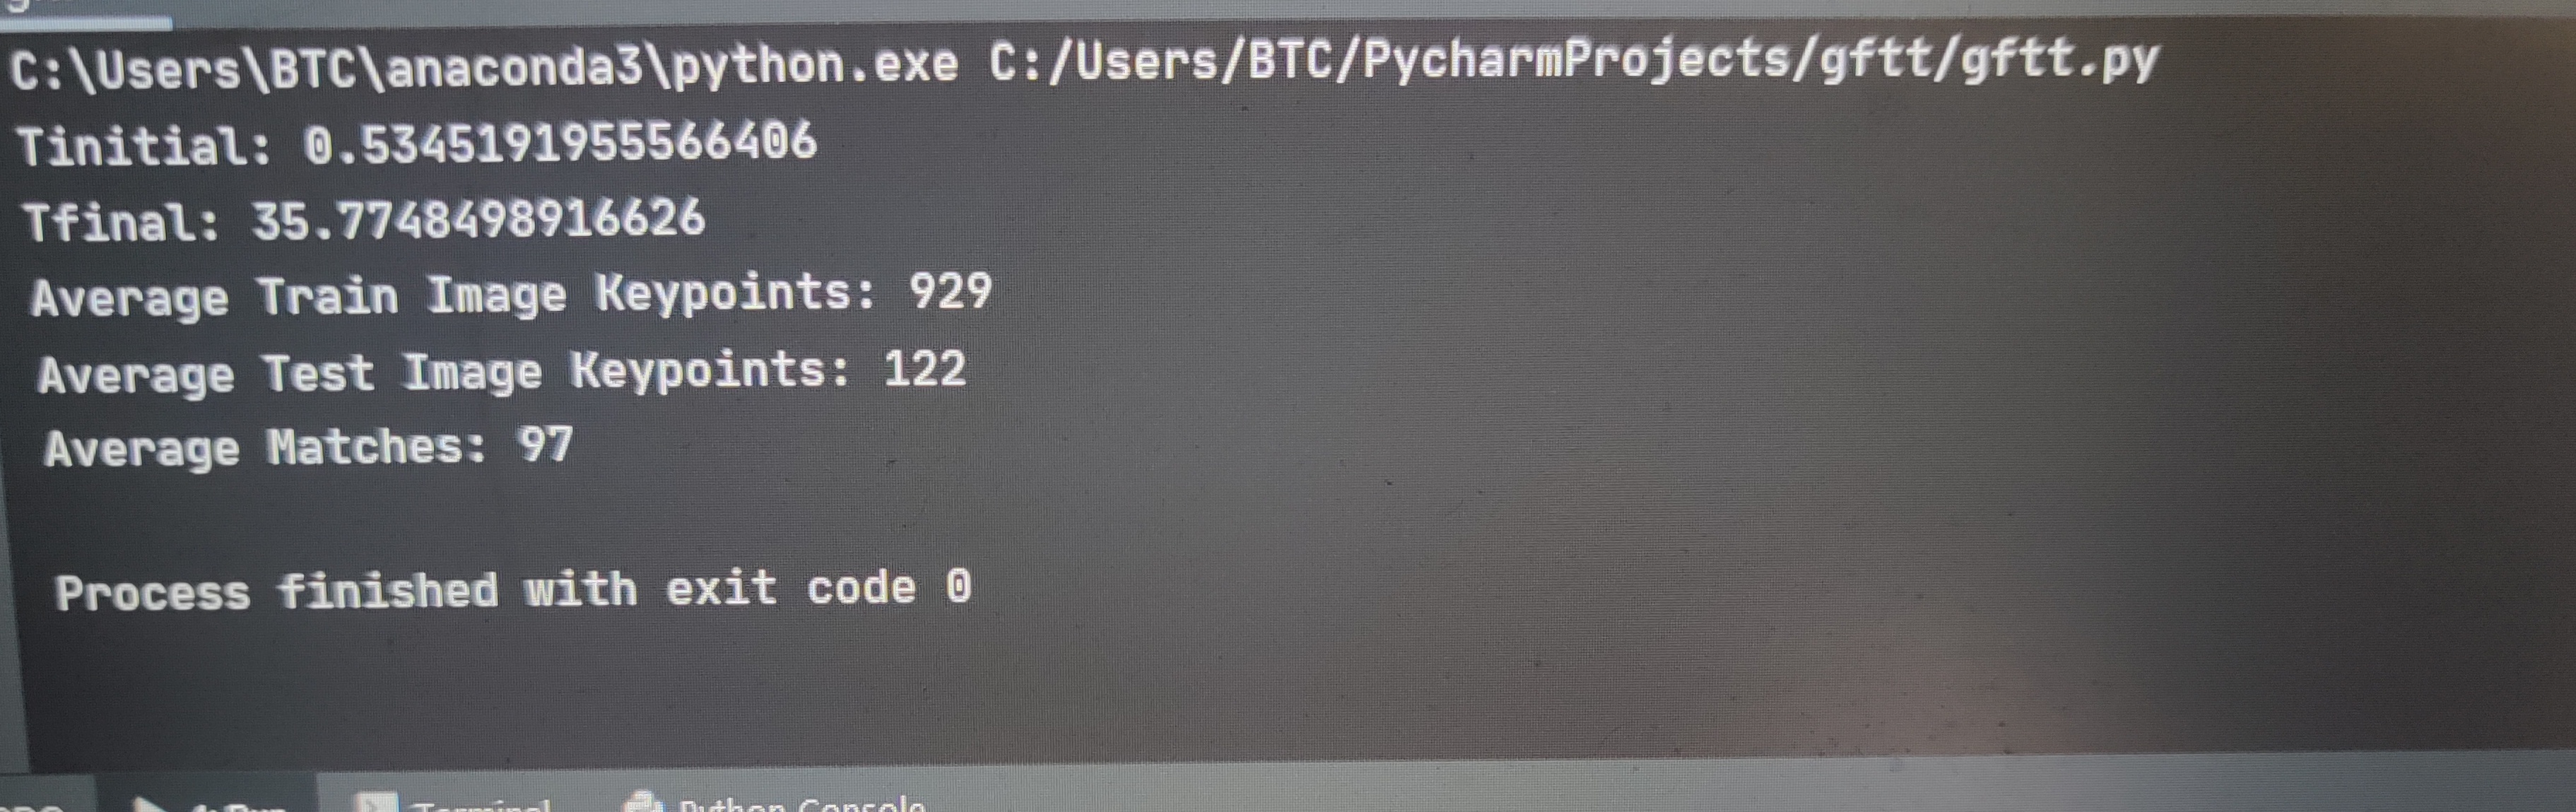 C:\Users\BTC\anaconda3\python.exe C:/Users/BTC/PycharmProjects/gftt/gftt.py
Tinitial: 0.5345191955566406
Tfinal: 35.7748498916626
Average Train Image Keypoints: 929
Average Test Image Keypoints: 122
Average Matches: 97
Process finished with exit code 0
Terminal
Python Console